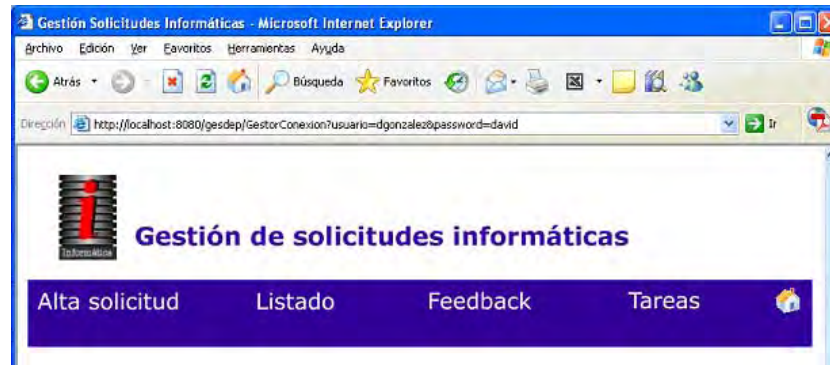 Gestión Solicitudes Informáticas - Microsoft Internet Explorer
Archivo Edición Ver Favoritos Herramientas Ayuda
Atrás Búsqueda Favoritos
Dirección http://localhost:8080/gesdep/GestorConexion?usuario=dgonzalez&password=david Ir
Informática
Gestión de solicitudes informáticas
Alta solicitud Listado Feedback Tareas